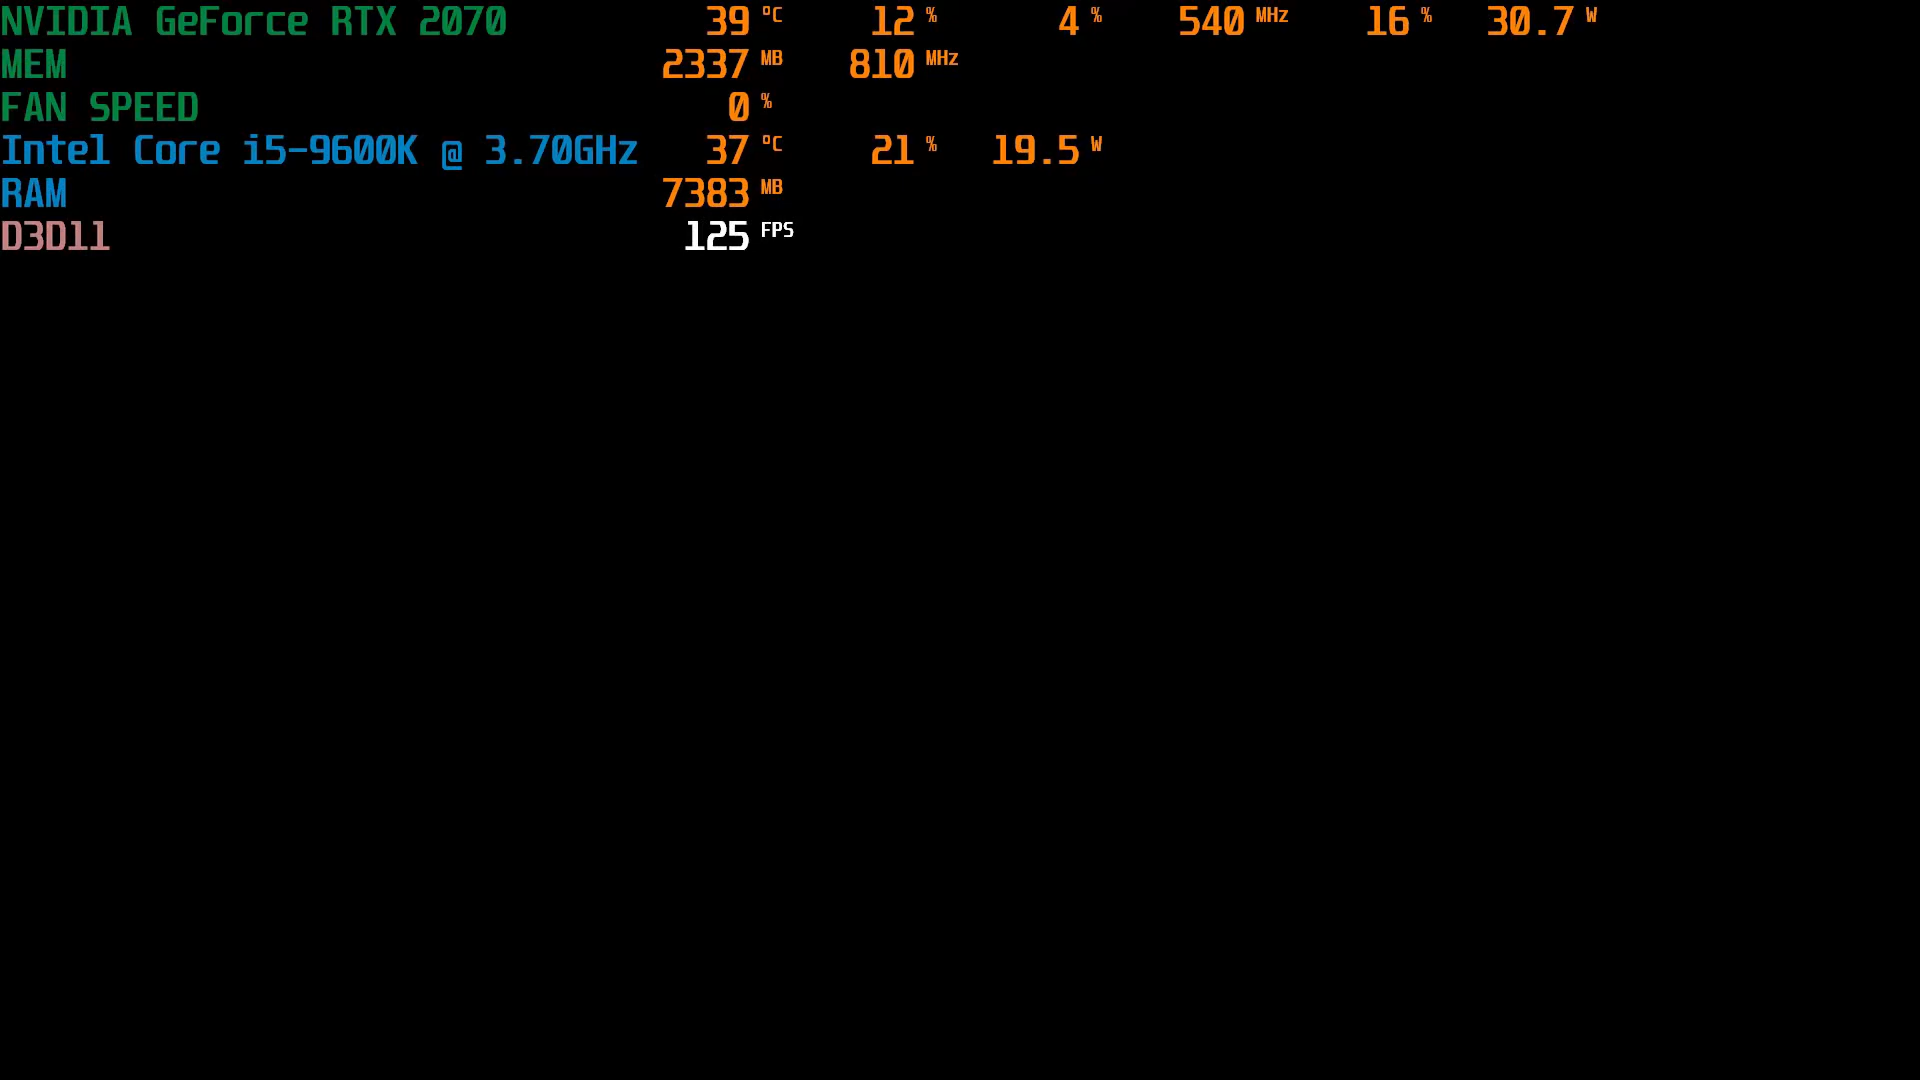 NVIDIA GeForce RTX 2070 39 °C 12 % 4 % 540 MHz 16 % 30.7 W
MEM 2337 MB 810 MHz
FAN SPEED 0 %
Intel Core i5-9600K @ 3.70GHz 37 °C 21 % 19.5 W
RAM 7383 MB
D3D11 125 FPS